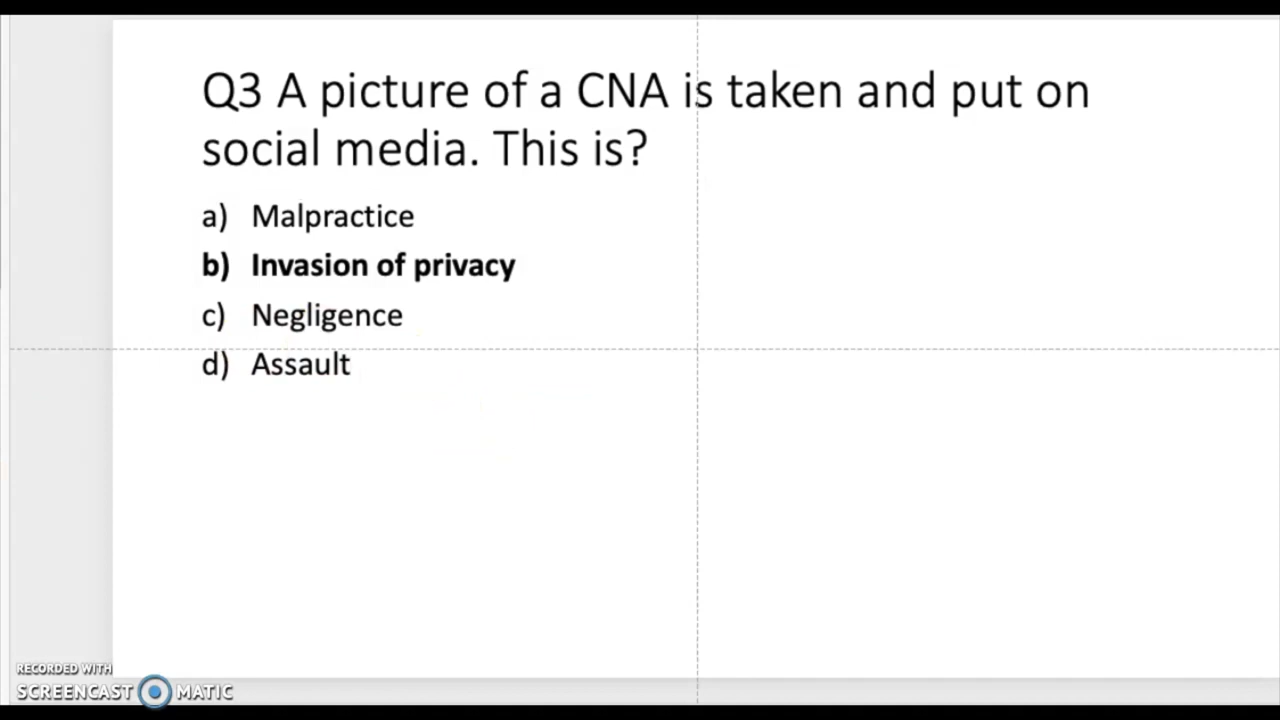 Q3 A picture of a CNA is taken and put on
social media. This is?
a) Malpractice
b) Invasion of privacy
c) Negligence
d) Assault
RECORDED WITH
SCREENCAST MATIC